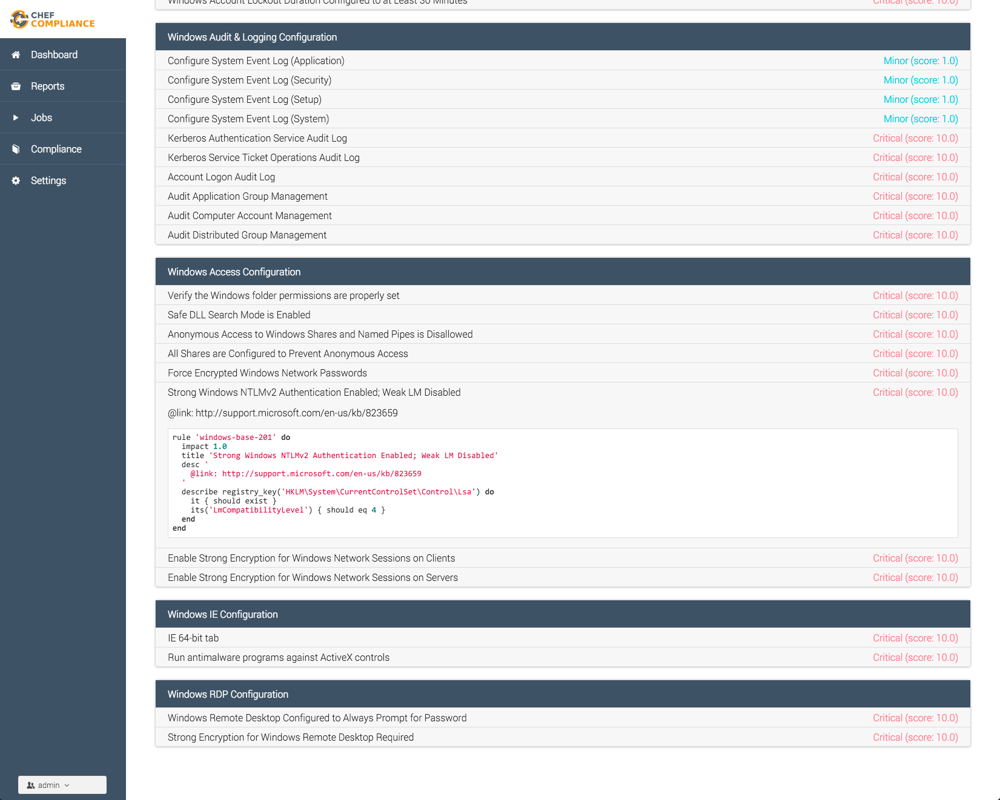 CHEF
COMPLIANCE
Dashboard
Reports
Jobs
Compliance
Settings
admin
Windows Account Lockout Duration Configured to at Least 30 Minutes Critical (score: 10.0)
Windows Audit & Logging Configuration
Configure System Event Log (Application) Minor (score: 1.0)
Configure System Event Log (Security) Minor (score: 1.0)
Configure System Event Log (Setup) Minor (score: 1.0)
Configure System Event Log (System) Minor (score: 1.0)
Kerberos Authentication Service Audit Log Critical (score: 10.0)
Kerberos Service Ticket Operations Audit Log Critical (score: 10.0)
Account Logon Audit Log Critical (score: 10.0)
Audit Application Group Management Critical (score: 10.0)
Audit Computer Account Management Critical (score: 10.0)
Audit Distributed Group Management Critical (score: 10.0)
Windows Access Configuration
Verify the Windows folder permissions are properly set Critical (score: 10.0)
Safe DLL Search Mode is Enabled Critical (score: 10.0)
Anonymous Access to Windows Shares and Named Pipes is Disallowed Critical (score: 10.0)
All Shares are Configured to Prevent Anonymous Access Critical (score: 10.0)
Force Encrypted Windows Network Passwords Critical (score: 10.0)
Strong Windows NTLMv2 Authentication Enabled; Weak LM Disabled Critical (score: 10.0)
@link: http://support.microsoft.com/en-us/kb/823659
rule 'windows-base-201' do
  impact 1.0
  title 'Strong Windows NTLMv2 Authentication Enabled; Weak LM Disabled'
  desc '
    @link: http://support.microsoft.com/en-us/kb/823659
  '
  describe registry_key('HKLM\System\CurrentControlSet\Control\Lsa') do
    it { should exist }
    its('LmCompatibilityLevel') { should eq 4 }
  end
end
Enable Strong Encryption for Windows Network Sessions on Clients Critical (score: 10.0)
Enable Strong Encryption for Windows Network Sessions on Servers Critical (score: 10.0)
Windows IE Configuration
IE 64-bit tab Critical (score: 10.0)
Run antimalware programs against ActiveX controls Critical (score: 10.0)
Windows RDP Configuration
Windows Remote Desktop Configured to Always Prompt for Password Critical (score: 10.0)
Strong Encryption for Windows Remote Desktop Required Critical (score: 10.0)